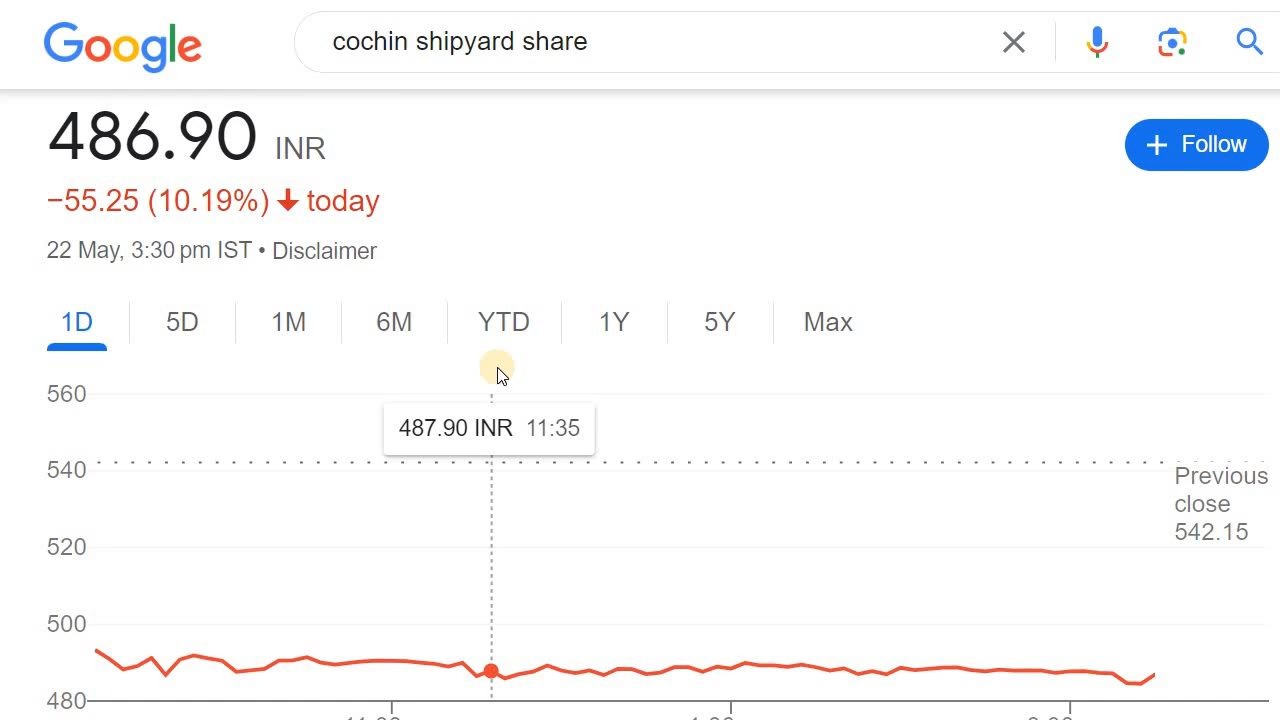 Google
cochin shipyard share
486.90 INR
+ Follow
−55.25 (10.19%) ↓ today
22 May, 3:30 pm IST • Disclaimer
1D 5D 1M 6M YTD 1Y 5Y Max
560
487.90 INR 11:35
540
Previous
close
542.15
520
500
480